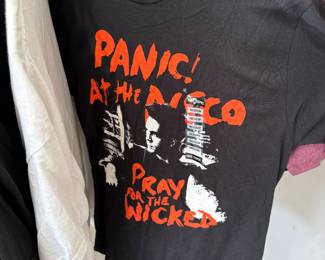 PANIC!
AT THE DISCO
PRAY
FOR THE
WICKED